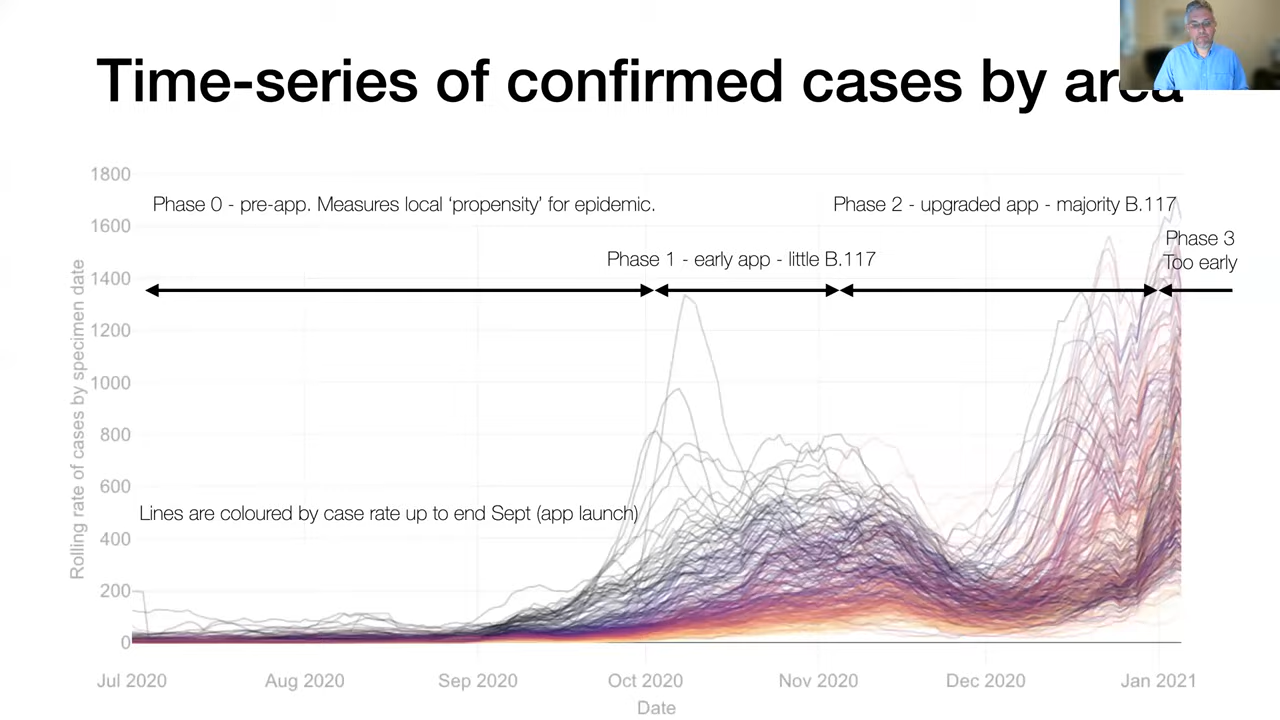 Time-series of confirmed cases by area
1800
Phase 0 - pre-app. Measures local ‘propensity’ for epidemic.
Phase 2 - upgraded app - majority B.117
1600
Phase 3
Too early
Phase 1 - early app - little B.117
1400
1200
1000
800
600
Lines are coloured by case rate up to end Sept (app launch)
400
200
0
Rolling rate of cases by specimen date
Jul 2020
Aug 2020
Sep 2020
Oct 2020
Nov 2020
Dec 2020
Jan 2021
Date